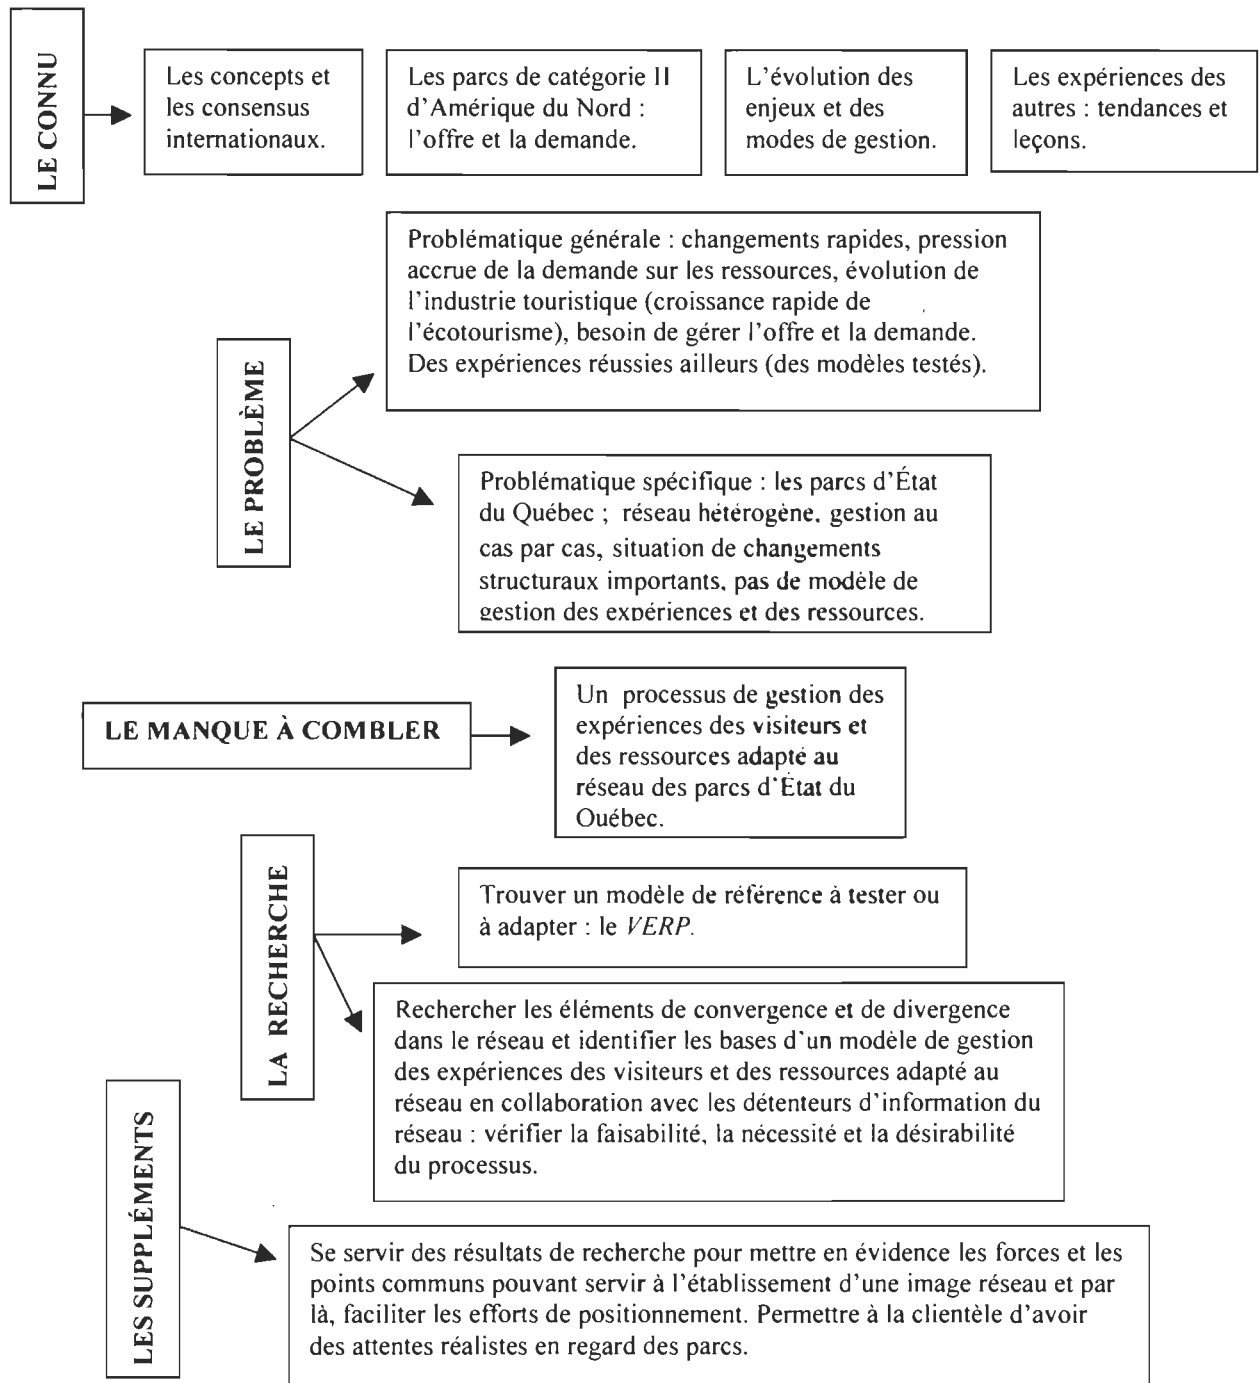 LE CONNU
Les concepts et
les consensus
internationaux.
Les parcs de catégorie II
d'Amérique du Nord :
l'offre et la demande.
L'évolution des
enjeux et des
modes de gestion.
Les expériences des
autres : tendances et
leçons.
LE PROBLÈME
Problématique générale : changements rapides, pression
accrue de la demande sur les ressources, évolution de
l'industrie touristique (croissance rapide de
l'écotourisme), besoin de gérer l'offre et la demande.
Des expériences réussies ailleurs (des modèles testés).
Problématique spécifique : les parcs d'État
du Québec ; réseau hétérogène, gestion au
cas par cas, situation de changements
structuraux importants, pas de modèle de
gestion des expériences et des ressources.
LE MANQUE À COMBLER
Un processus de gestion des
expériences des visiteurs et
des ressources adapté au
réseau des parcs d'État du
Québec.
LA RECHERCHE
Trouver un modèle de référence à tester ou
à adapter : le VERP.
Rechercher les éléments de convergence et de divergence
dans le réseau et identifier les bases d'un modèle de gestion
des expériences des visiteurs et des ressources adapté au
réseau en collaboration avec les détenteurs d'information du
réseau : vérifier la faisabilité, la nécessité et la désirabilité
du processus.
LES SUPPLÉMENTS
Se servir des résultats de recherche pour mettre en évidence les forces et les
points communs pouvant servir à l'établissement d'une image réseau et par
là, faciliter les efforts de positionnement. Permettre à la clientèle d'avoir
des attentes réalistes en regard des parcs.